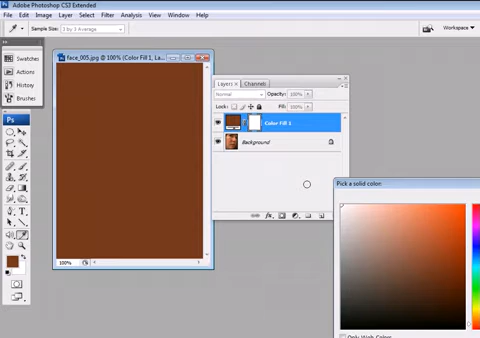 Adobe Photoshop CS3 Extended
File Edit Image Layer Select Filter View Window Help
Sample Size: 3 by 3 Average
Workspace
Swatches
Actions
History
Brushes
Ps
face_005.jpg @ 100% (Color Fill 1, La...
100%
Layers Channels
Normal Opacity: 100%
Lock: Fill: 100%
Color Fill 1
Background
Pick a solid color:
Only Web Colors